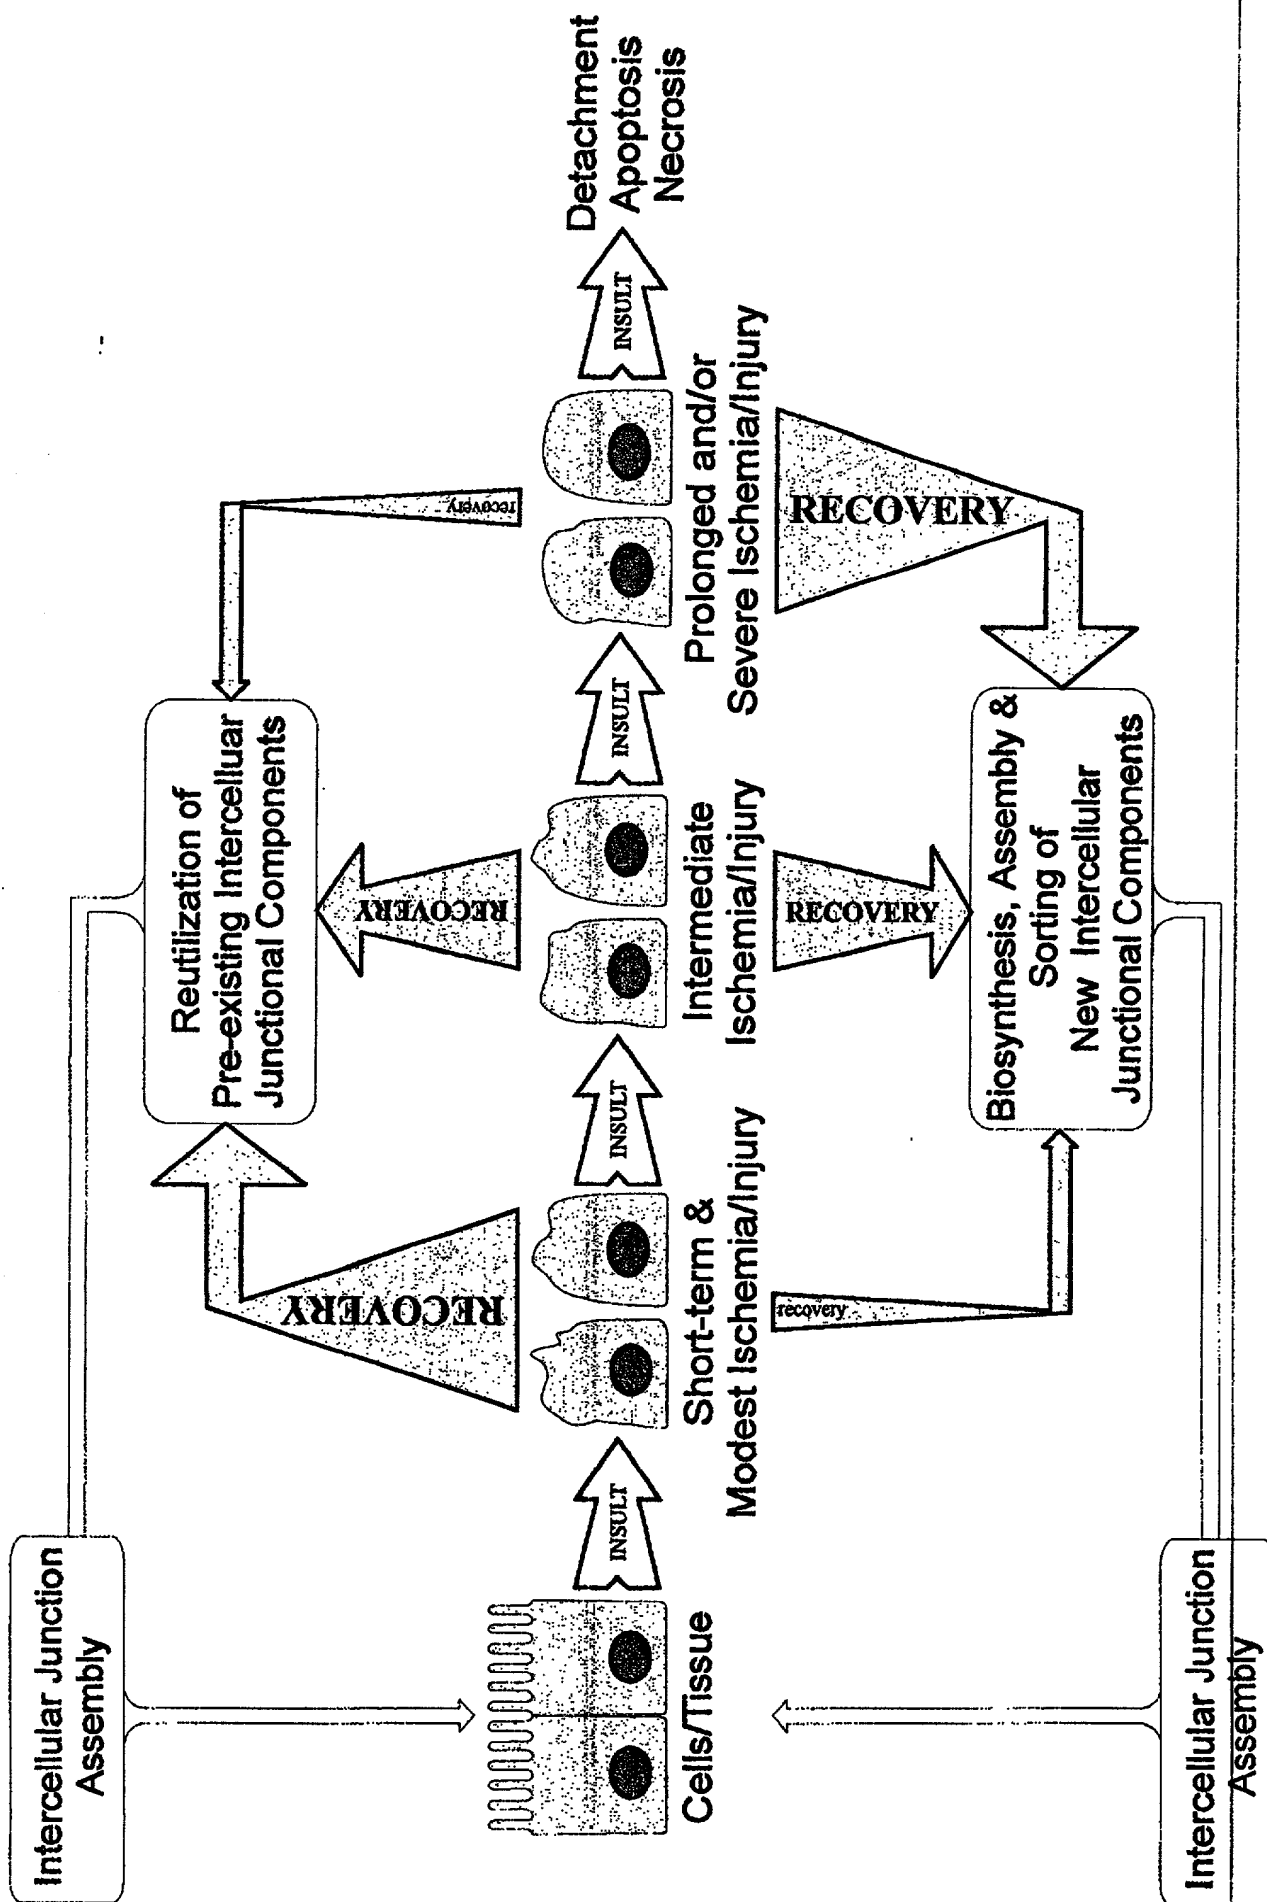 Intercellular Junction
Assembly
Reutilization of
Pre-existing Intercelluar
Junctional Components
RECOVERY
RECOVERY
recovery
INSULT
INSULT
INSULT
INSULT
Detachment
Apoptosis
Necrosis
Cells/Tissue
Short-term &
Modest Ischemia/Injury
Intermediate
Ischemia/Injury
Prolonged and/or
Severe Ischemia/Injury
recovery
RECOVERY
RECOVERY
Biosynthesis, Assembly &
Sorting of
New Intercellular
Junctional Components
Intercellular Junction
Assembly